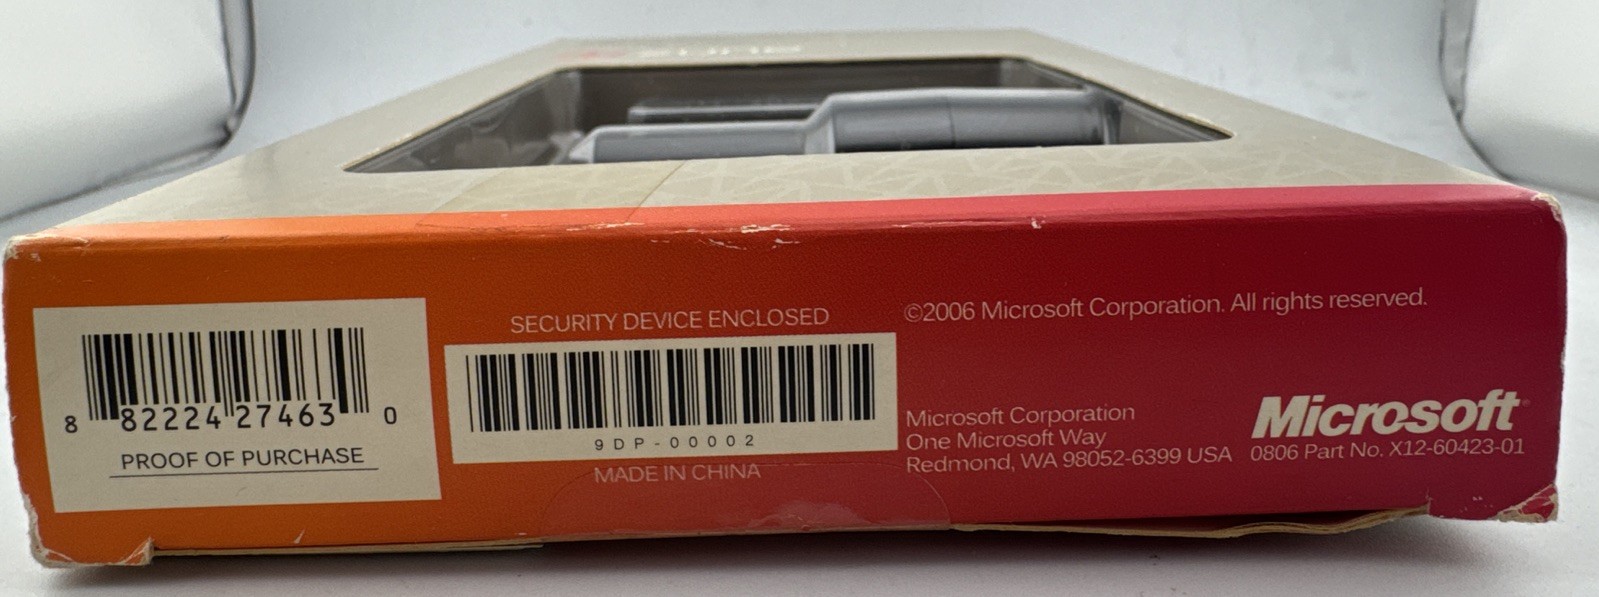 8 82224 27463 0
PROOF OF PURCHASE
SECURITY DEVICE ENCLOSED
9DP-00002
MADE IN CHINA
©2006 Microsoft Corporation. All rights reserved.
Microsoft Corporation
One Microsoft Way
Redmond, WA 98052-6399 USA
Microsoft
0806 Part No. X12-60423-01